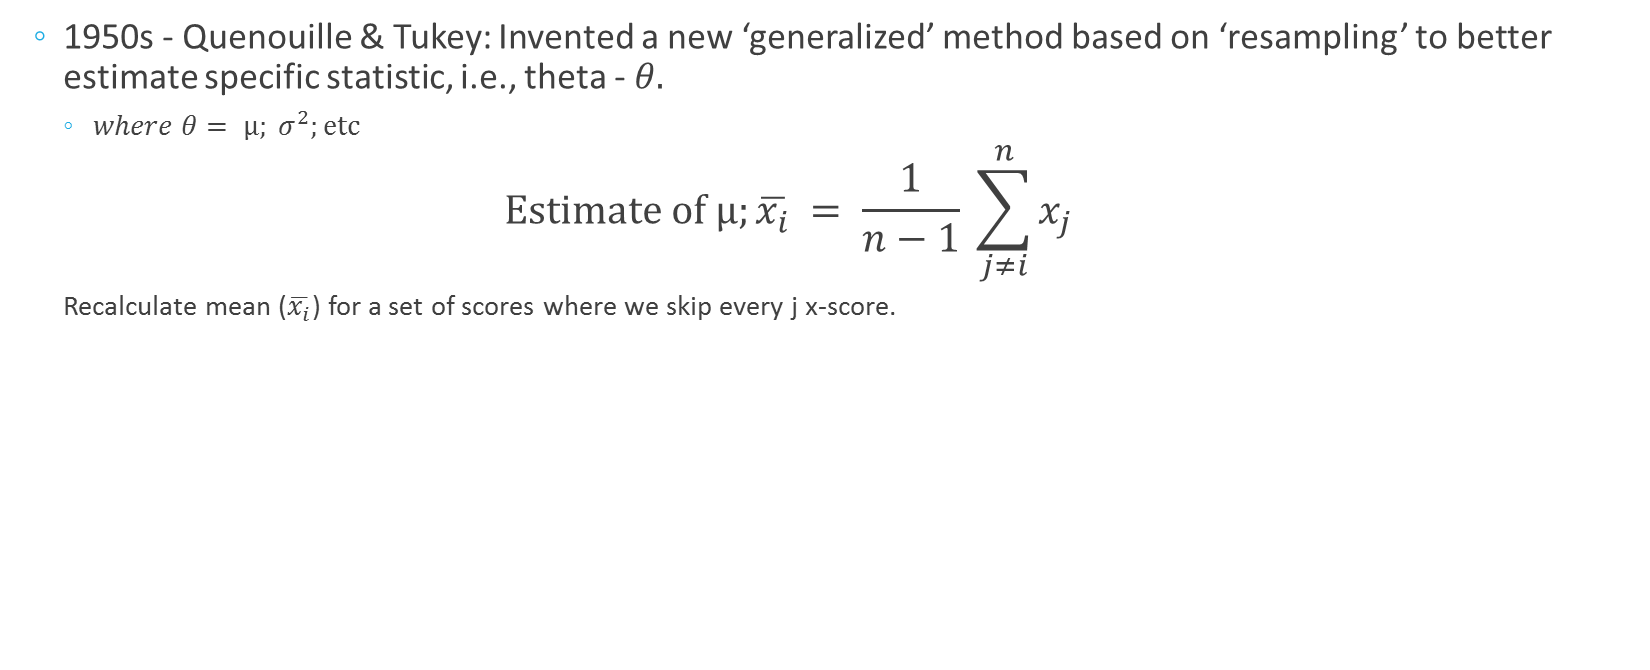 ◦ 1950s - Quenouille & Tukey: Invented a new ‘generalized’ method based on ‘resampling’ to better
estimate specific statistic, i.e., theta - θ.
◦ where θ = μ; σ²; etc
Estimate of μ; x̅ᵢ = 1/(n − 1) ∑_{j≠i}^{n} xⱼ
Recalculate mean (x̅ᵢ) for a set of scores where we skip every j x-score.